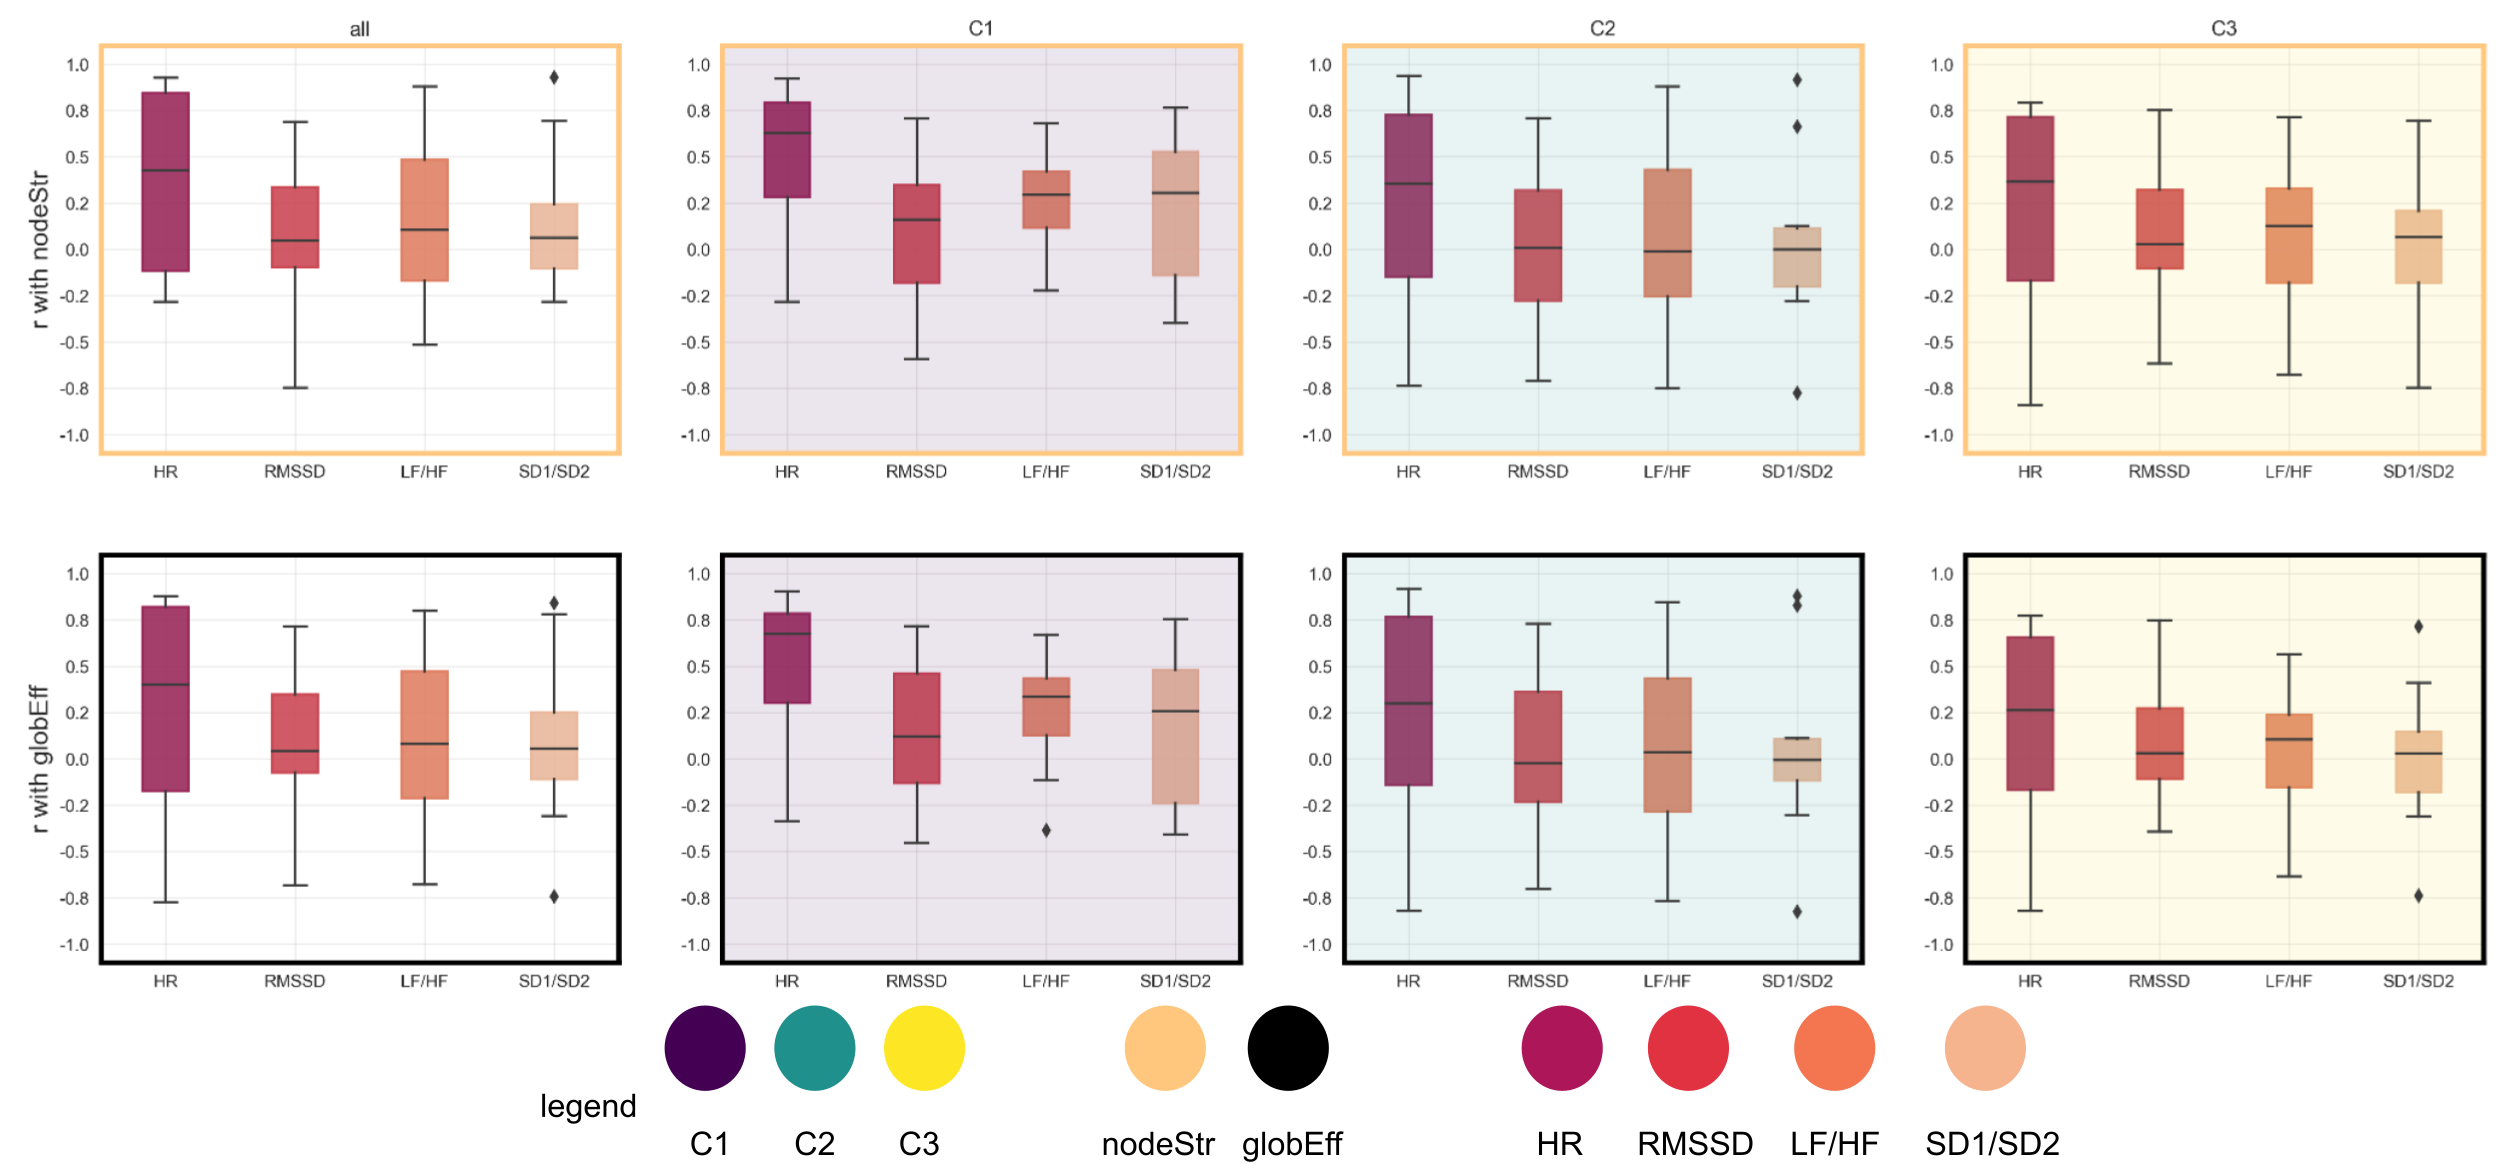 all C1 C2 C3
r with nodeStr
1.0 1.0 1.0 1.0
0.8 0.8 0.8 0.8
0.5 0.5 0.5 0.5
0.2 0.2 0.2 0.2
0.0 0.0 0.0 0.0
-0.2 -0.2 -0.2 -0.2
-0.5 -0.5 -0.5 -0.5
-0.8 -0.8 -0.8 -0.8
-1.0 -1.0 -1.0 -1.0
HR RMSSD LF/HF SD1/SD2 HR RMSSD LF/HF SD1/SD2 HR RMSSD LF/HF SD1/SD2 HR RMSSD LF/HF SD1/SD2
r with globEff
1.0 1.0 1.0 1.0
0.8 0.8 0.8 0.8
0.5 0.5 0.5 0.5
0.2 0.2 0.2 0.2
0.0 0.0 0.0 0.0
-0.2 -0.2 -0.2 -0.2
-0.5 -0.5 -0.5 -0.5
-0.8 -0.8 -0.8 -0.8
-1.0 -1.0 -1.0 -1.0
HR RMSSD LF/HF SD1/SD2 HR RMSSD LF/HF SD1/SD2 HR RMSSD LF/HF SD1/SD2 HR RMSSD LF/HF SD1/SD2
legend
C1 C2 C3 nodeStr globEff HR RMSSD LF/HF SD1/SD2